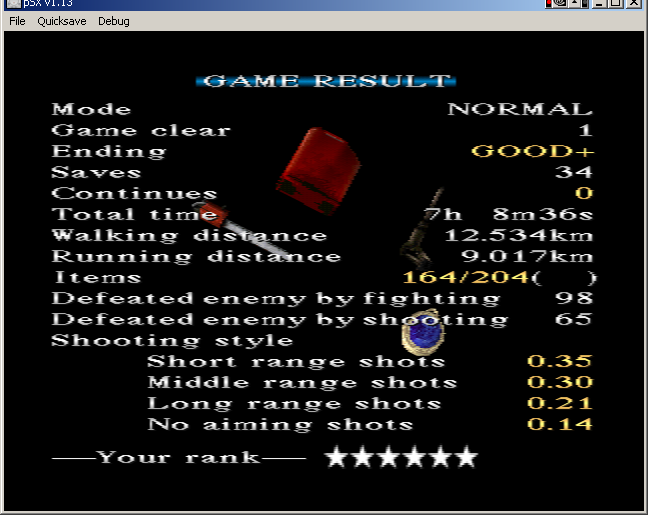 pSX v1.13
File Quicksave Debug
GAME RESULT
Mode NORMAL
Game clear 1
Ending GOOD+
Saves 34
Continues 0
Total time 7h 8m36s
Walking distance 12.534km
Running distance 9.017km
Items 164/204( )
Defeated enemy by fighting 98
Defeated enemy by shooting 65
Shooting style
Short range shots 0.35
Middle range shots 0.30
Long range shots 0.21
No aiming shots 0.14
Your rank ★★★★★★